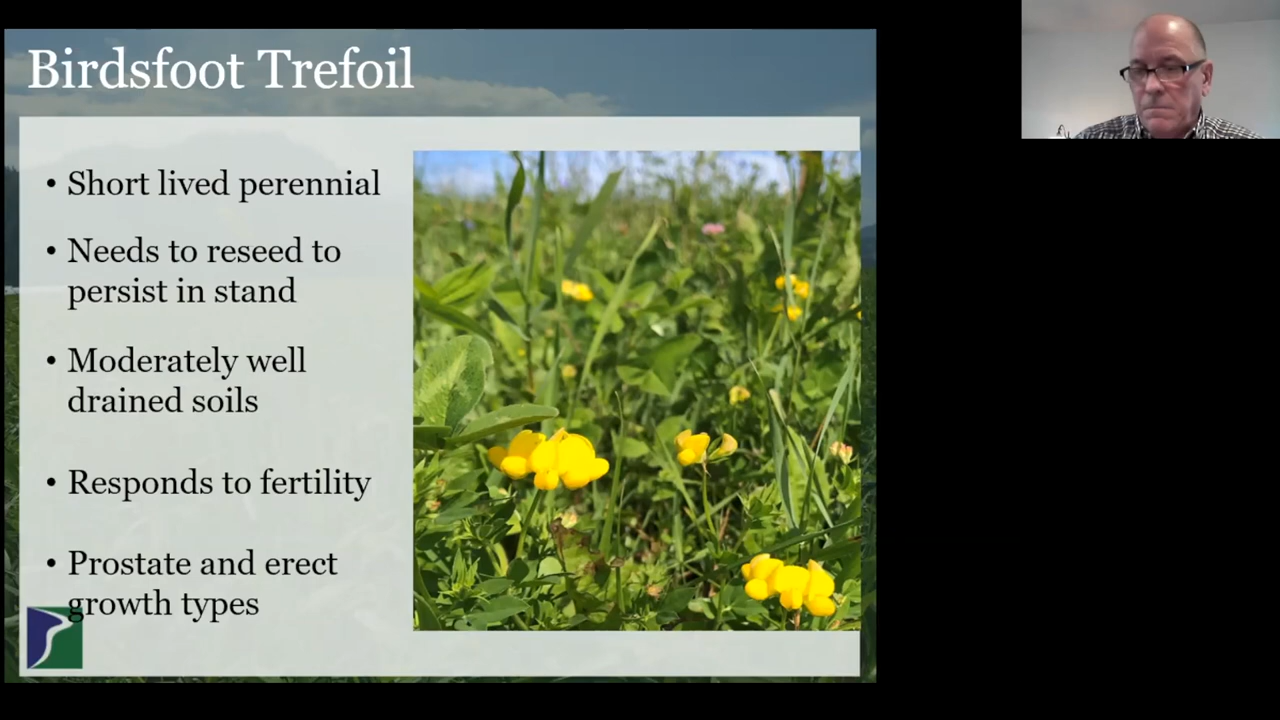 Birdsfoot Trefoil
• Short lived perennial
• Needs to reseed to
persist in stand
• Moderately well
drained soils
• Responds to fertility
• Prostate and erect
growth types